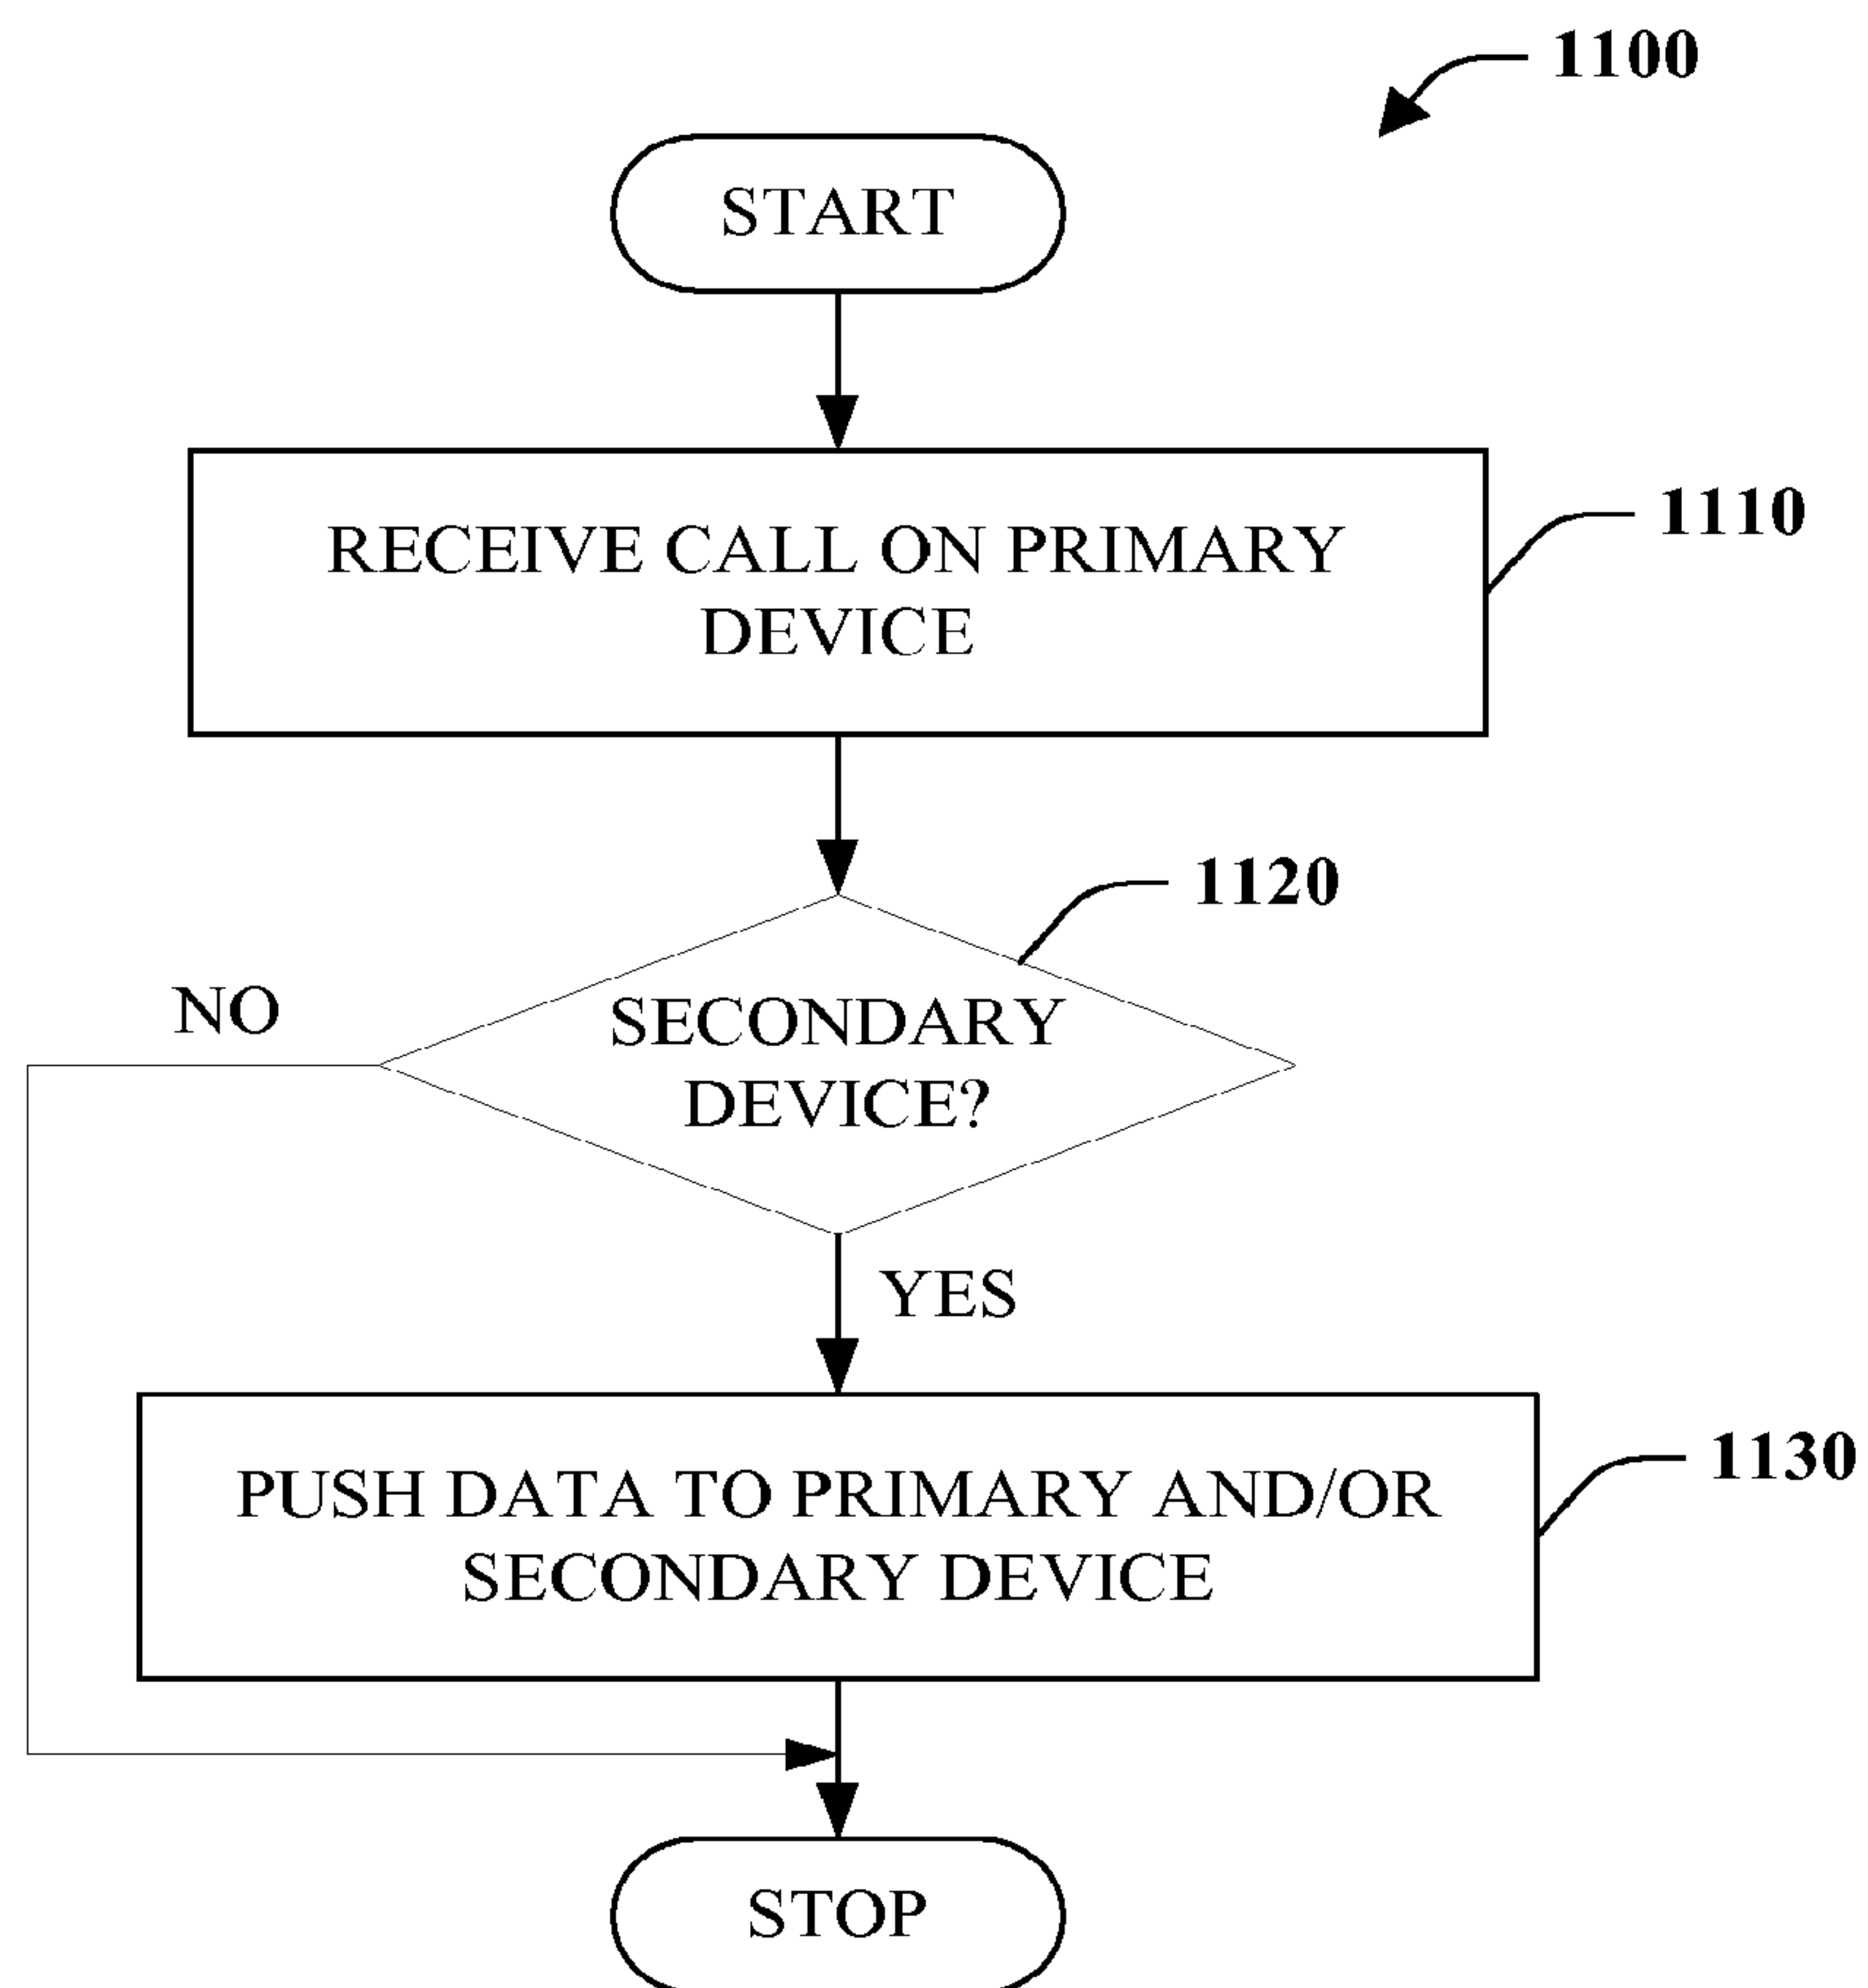 1100
START
RECEIVE CALL ON PRIMARY
DEVICE
1110
1120
NO
SECONDARY
DEVICE?
YES
PUSH DATA TO PRIMARY AND/OR
SECONDARY DEVICE
1130
STOP